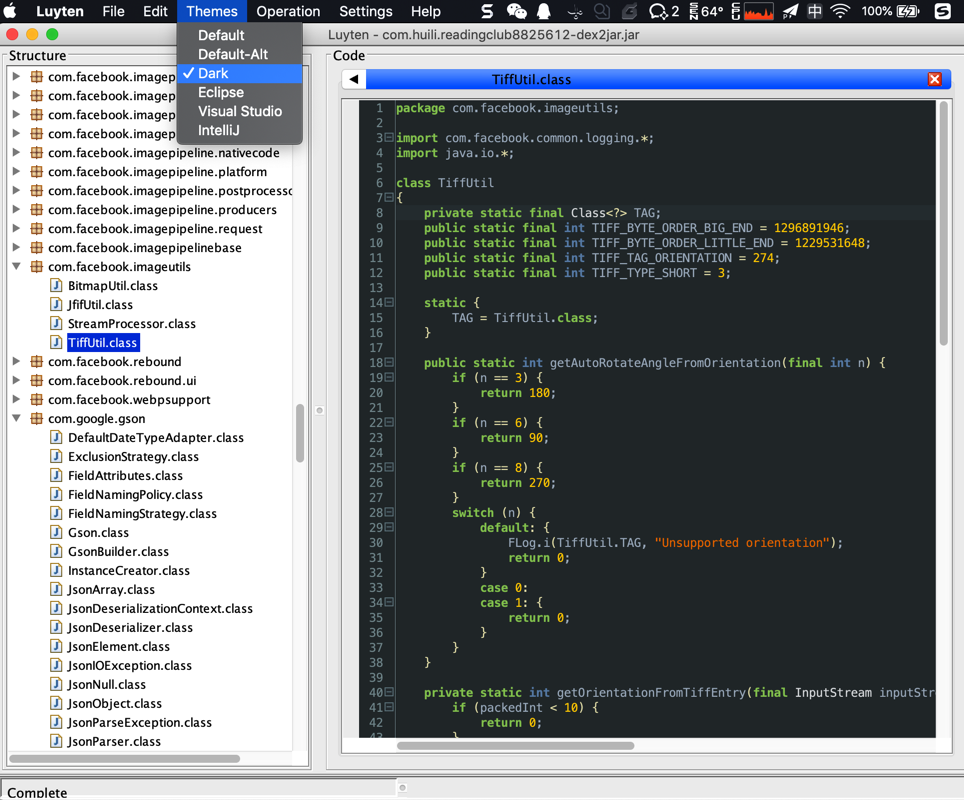 Luyten File Edit Themes Operation Settings Help 2 64° 中 100%
Default
Default-Alt
✓ Dark
Eclipse
Visual Studio
IntelliJ
Luyten - com.huili.readingclub8825612-dex2jar.jar
Structure
com.facebook.imagep
com.facebook.imagep
com.facebook.imagep
com.facebook.imagep
com.facebook.imagepipeline.nativecode
com.facebook.imagepipeline.platform
com.facebook.imagepipeline.postprocesso
com.facebook.imagepipeline.producers
com.facebook.imagepipeline.request
com.facebook.imagepipelinebase
com.facebook.imageutils
BitmapUtil.class
JfifUtil.class
StreamProcessor.class
TiffUtil.class
com.facebook.rebound
com.facebook.rebound.ui
com.facebook.webpsupport
com.google.gson
DefaultDateTypeAdapter.class
ExclusionStrategy.class
FieldAttributes.class
FieldNamingPolicy.class
FieldNamingStrategy.class
Gson.class
GsonBuilder.class
InstanceCreator.class
JsonArray.class
JsonDeserializationContext.class
JsonDeserializer.class
JsonElement.class
JsonIOException.class
JsonNull.class
JsonObject.class
JsonParseException.class
JsonParser.class
Code
TiffUtil.class
1 package com.facebook.imageutils;
2
3 import com.facebook.common.logging.*;
4 import java.io.*;
5
6 class TiffUtil
7 {
8 private static final Class<?> TAG;
9 public static final int TIFF_BYTE_ORDER_BIG_END = 1296891946;
10 public static final int TIFF_BYTE_ORDER_LITTLE_END = 1229531648;
11 public static final int TIFF_TAG_ORIENTATION = 274;
12 public static final int TIFF_TYPE_SHORT = 3;
13
14 static {
15 TAG = TiffUtil.class;
16 }
17
18 public static int getAutoRotateAngleFromOrientation(final int n) {
19 if (n == 3) {
20 return 180;
21 }
22 if (n == 6) {
23 return 90;
24 }
25 if (n == 8) {
26 return 270;
27 }
28 switch (n) {
29 default: {
30 FLog.i(TiffUtil.TAG, "Unsupported orientation");
31 return 0;
32 }
33 case 0:
34 case 1: {
35 return 0;
36 }
37 }
38 }
39
40 private static int getOrientationFromTiffEntry(final InputStream inputStr
41 if (packedInt < 10) {
42 return 0;
43 }
Complete